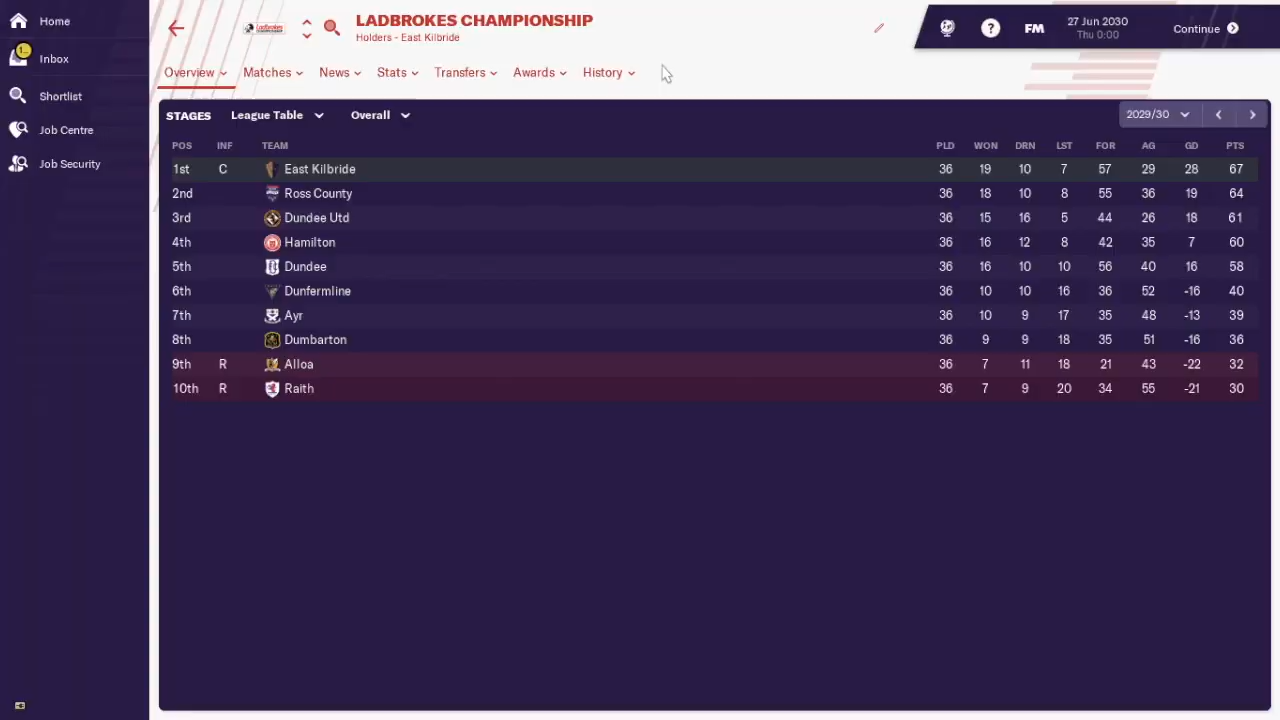 Home
Inbox
Shortlist
Job Centre
Job Security
LADBROKES CHAMPIONSHIP
Holders - East Kilbride
FM
27 Jun 2030
Thu 0:00
Continue
Overview Matches News Stats Transfers Awards History
STAGES League Table Overall 2029/30
POS INF TEAM PLD WON DRN LST FOR AG GD PTS
1st C East Kilbride 36 19 10 7 57 29 28 67
2nd Ross County 36 18 10 8 55 36 19 64
3rd Dundee Utd 36 15 16 5 44 26 18 61
4th Hamilton 36 16 12 8 42 35 7 60
5th Dundee 36 16 10 10 56 40 16 58
6th Dunfermline 36 10 10 16 36 52 -16 40
7th Ayr 36 10 9 17 35 48 -13 39
8th Dumbarton 36 9 9 18 35 51 -16 36
9th R Alloa 36 7 11 18 21 43 -22 32
10th R Raith 36 7 9 20 34 55 -21 30